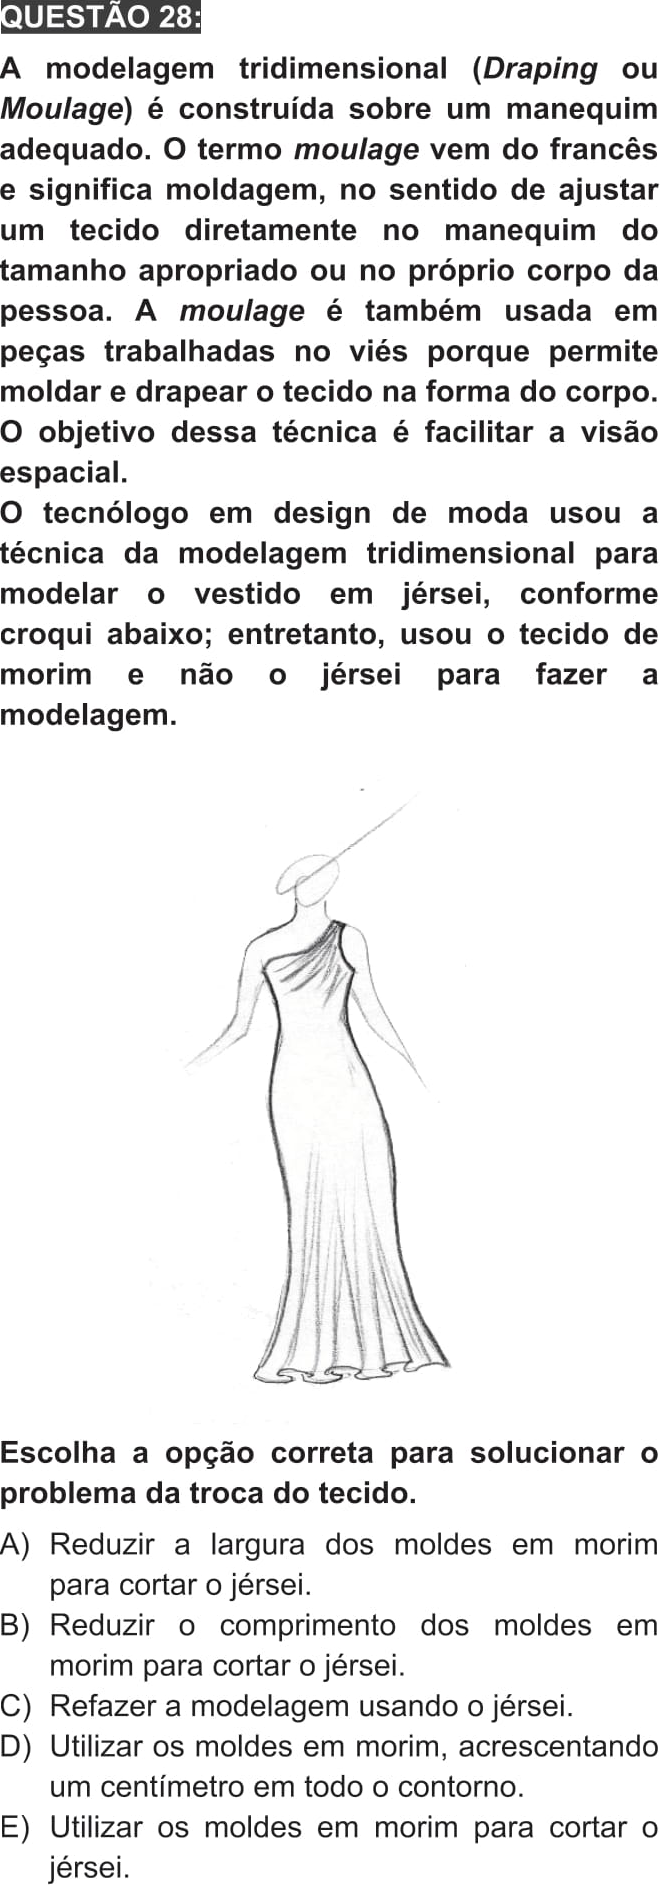 QUESTÃO 28:
A modelagem tridimensional (Draping ou
Moulage) é construída sobre um manequim
adequado. O termo moulage vem do francês
e significa moldagem, no sentido de ajustar
um tecido diretamente no manequim do
tamanho apropriado ou no próprio corpo da
pessoa. A moulage é também usada em
peças trabalhadas no viés porque permite
moldar e drapear o tecido na forma do corpo.
O objetivo dessa técnica é facilitar a visão
espacial.
O tecnólogo em design de moda usou a
técnica da modelagem tridimensional para
modelar o vestido em jérsei, conforme
croqui abaixo; entretanto, usou o tecido de
morim e não o jérsei para fazer a
modelagem.
Escolha a opção correta para solucionar o
problema da troca do tecido.
A) Reduzir a largura dos moldes em morim
para cortar o jérsei.
B) Reduzir o comprimento dos moldes em
morim para cortar o jérsei.
C) Refazer a modelagem usando o jérsei.
D) Utilizar os moldes em morim, acrescentando
um centímetro em todo o contorno.
E) Utilizar os moldes em morim para cortar o
jérsei.